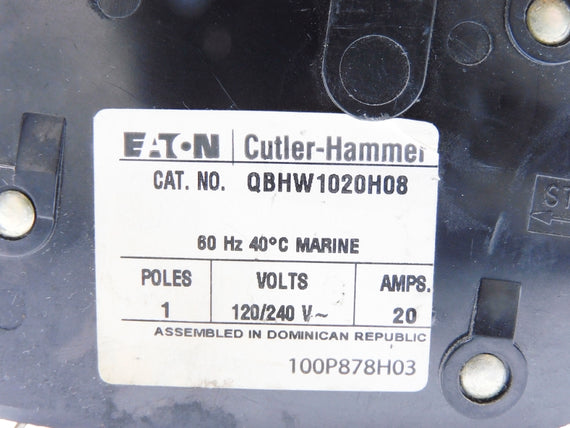 EATON Cutler-Hammer
CAT. NO. QBHW1020H08
60 Hz 40°C MARINE
POLES VOLTS AMPS.
1 120/240 V~ 20
ASSEMBLED IN DOMINICAN REPUBLIC
100P878H03